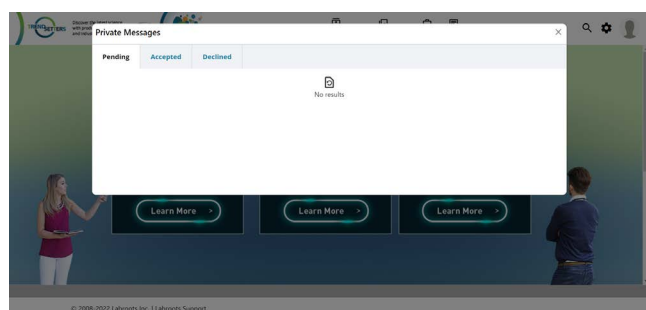 TRENDSETTERS
Private Messages
Pending Accepted Declined
No results
Learn More > Learn More > Learn More >
© 2008-2022 Labroots Inc. | Labroots Support